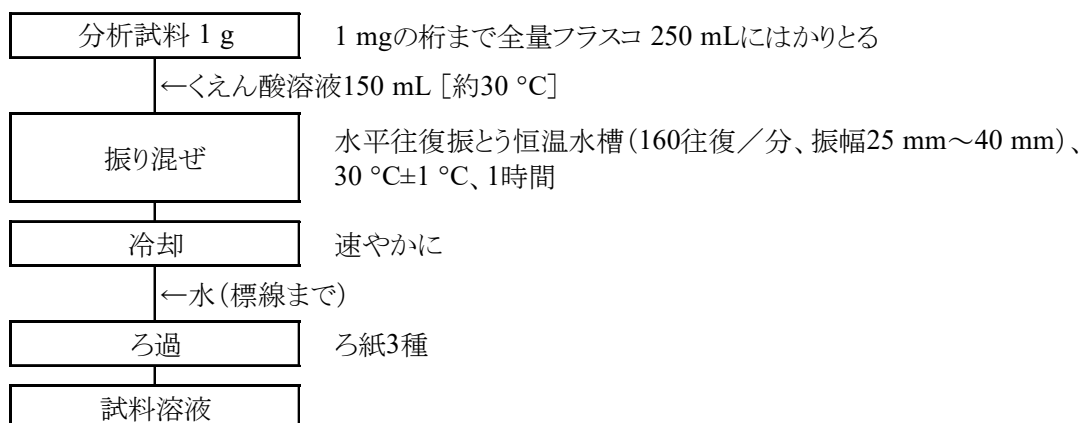 分析試料 1 g
1 mgの桁まで全量フラスコ 250 mLにはかりとる
←くえん酸溶液150 mL［約30 °C］
振り混ぜ
水平往復振とう恒温水槽（160往復／分、振幅25 mm～40 mm）、
30 °C±1 °C、1時間
冷却
速やかに
←水（標線まで）
ろ過
ろ紙3種
試料溶液